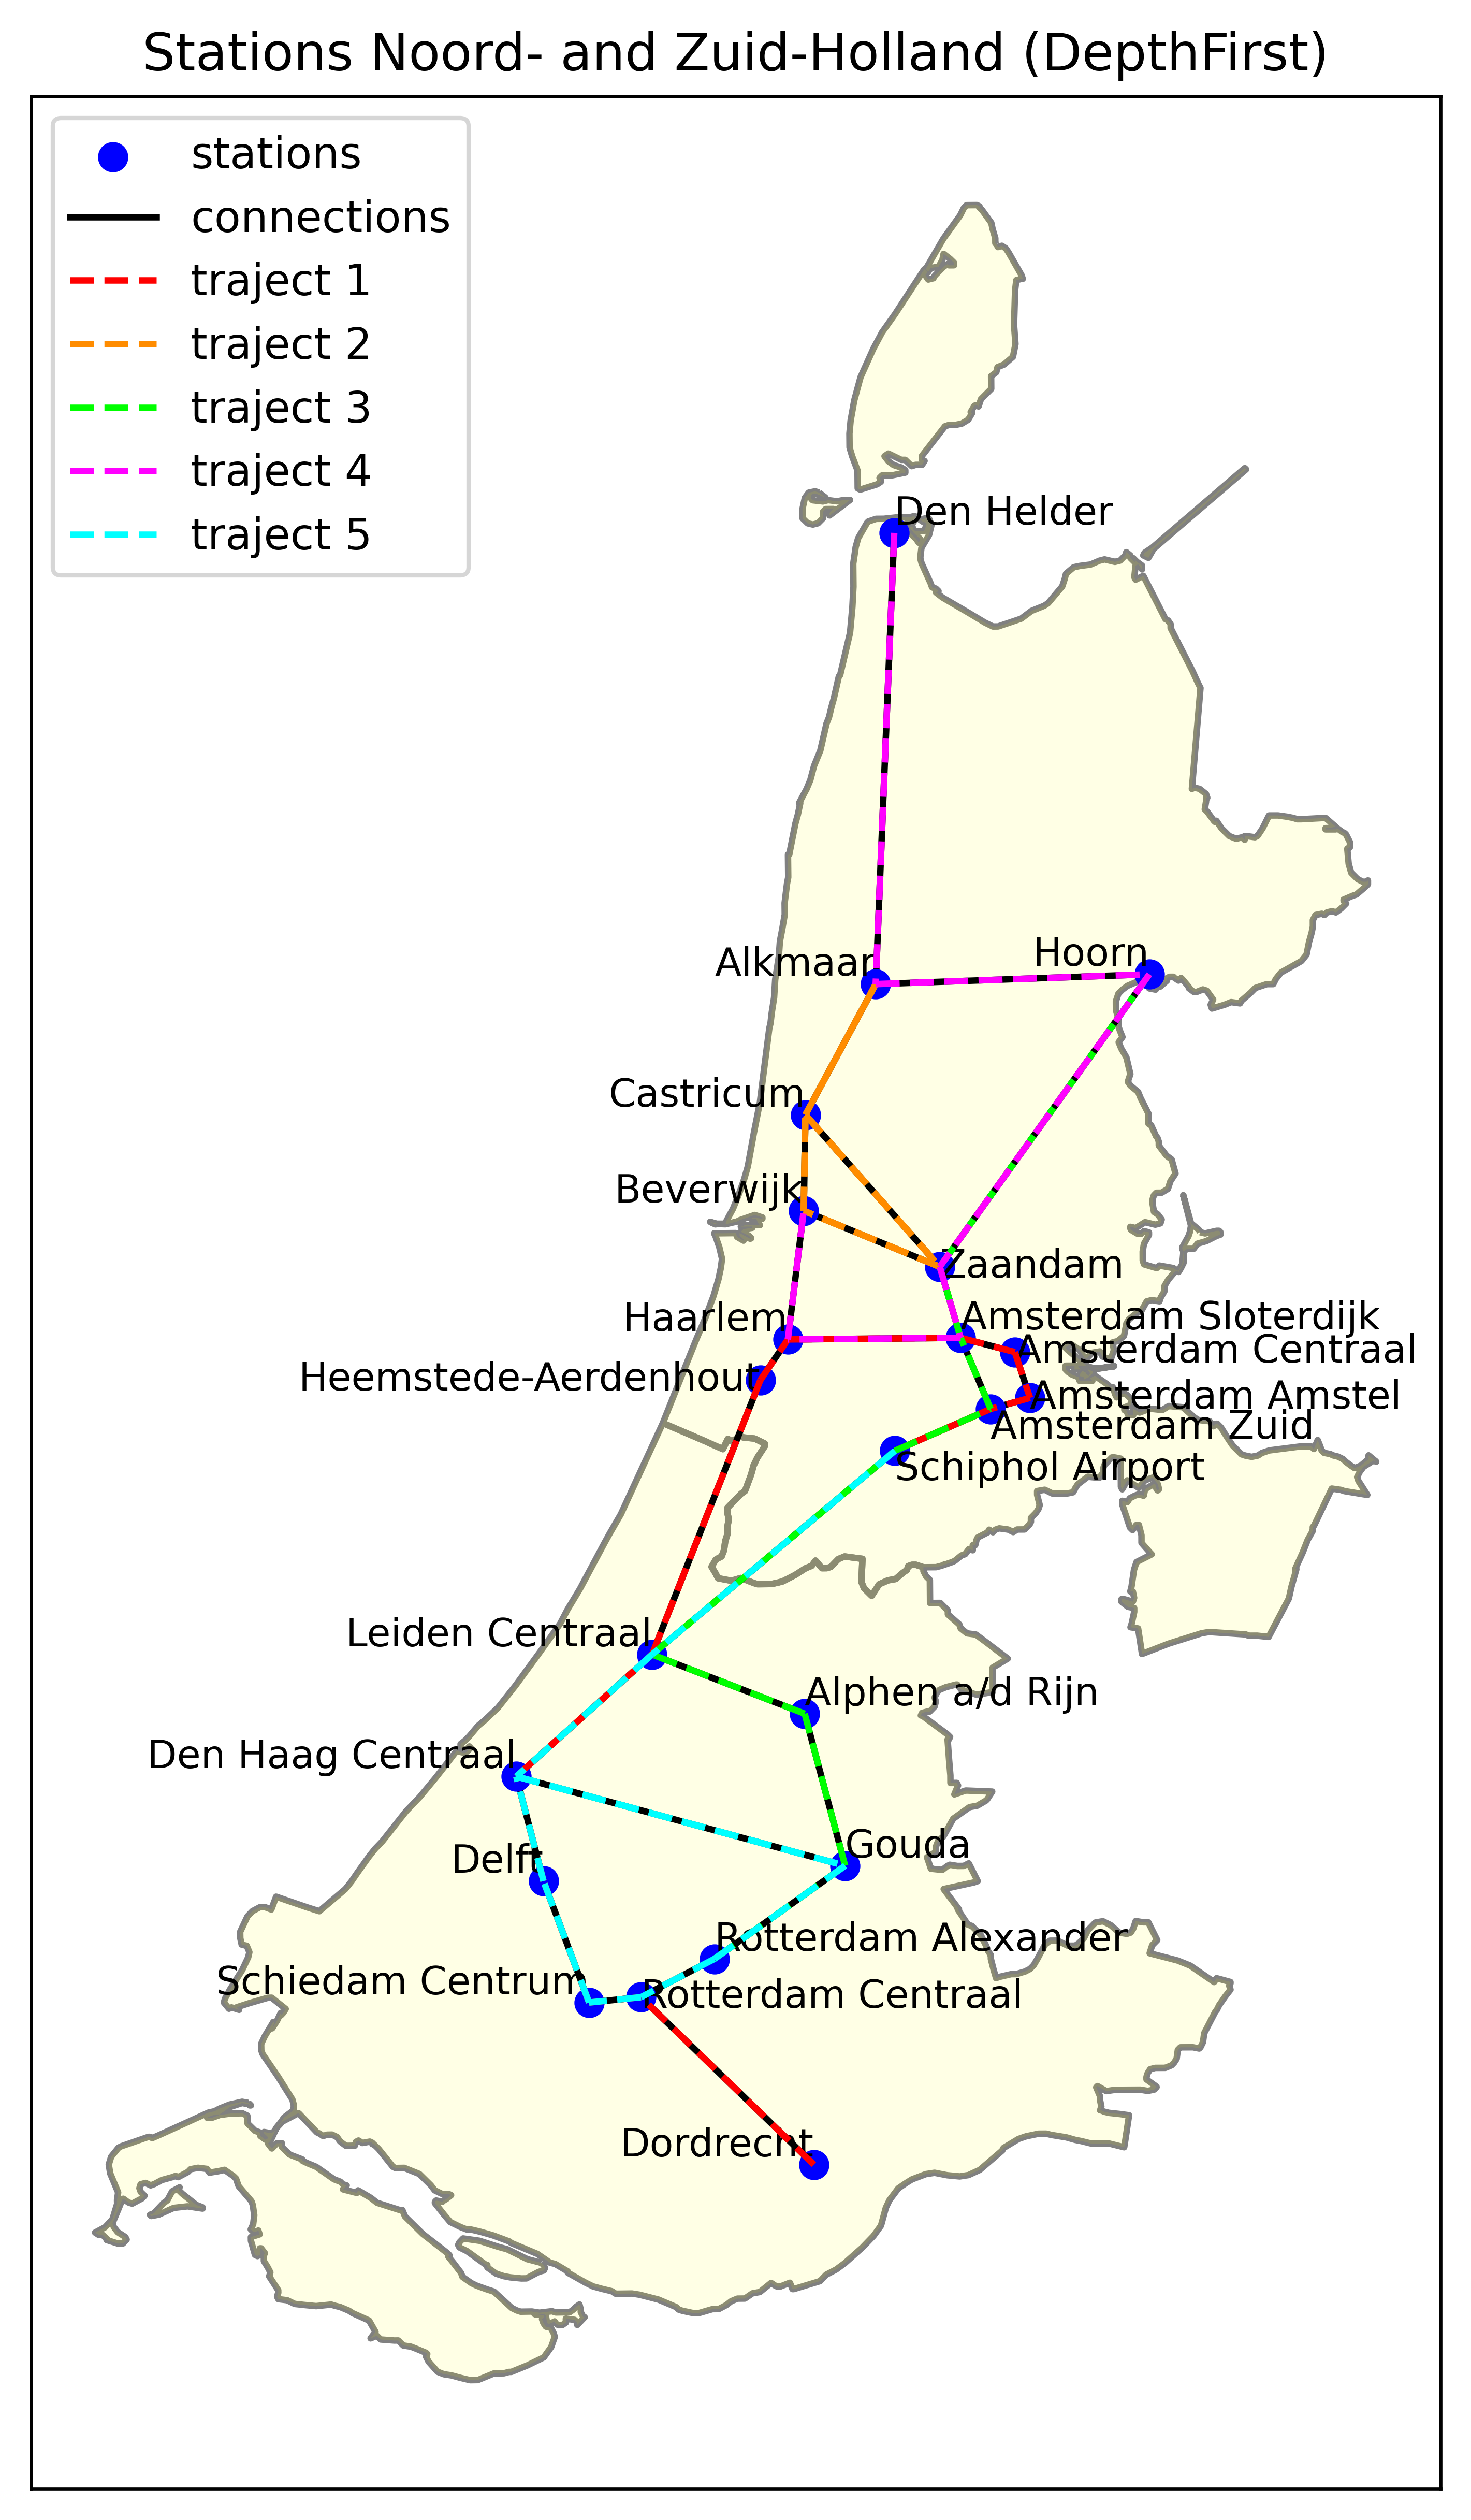 Stations Noord- and Zuid-Holland (DepthFirst)
stations
connections
traject 1
traject 2
traject 3
traject 4
traject 5
Den Helder
Alkmaar
Hoorn
Castricum
Beverwijk
Zaandam
Haarlem
Amsterdam Sloterdijk
Amsterdam Centraal
Heemstede-Aerdenhout
Amsterdam Amstel
Amsterdam Zuid
Schiphol Airport
Leiden Centraal
Alphen a/d Rijn
Den Haag Centraal
Gouda
Delft
Rotterdam Alexander
Schiedam Centrum
Rotterdam Centraal
Dordrecht